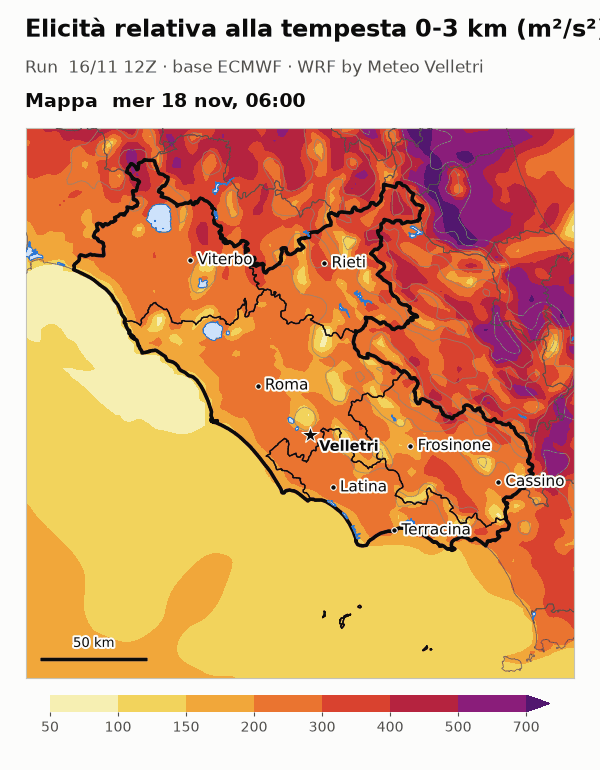 Elicità relativa alla tempesta 0-3 km (m²/s²)
Run 16/11 12Z · base ECMWF · WRF by Meteo Velletri
Mappa mer 18 nov, 06:00
Viterbo
Rieti
Roma
Velletri
Frosinone
Cassino
Latina
Terracina
50 km
50 100 150 200 300 400 500 700